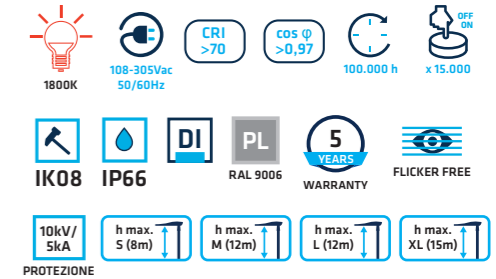 1800K
108-305Vac
50/60Hz
CRI
>70
cos φ
>0,97
100.000 h
OFF
ON
x 15.000
IK08
IP66
DI
PL
RAL 9006
5
YEARS
WARRANTY
FLICKER FREE
10kV/
5kA
PROTEZIONE
h max.
S (8m)
h max.
M (12m)
h max.
L (12m)
h max.
XL (15m)